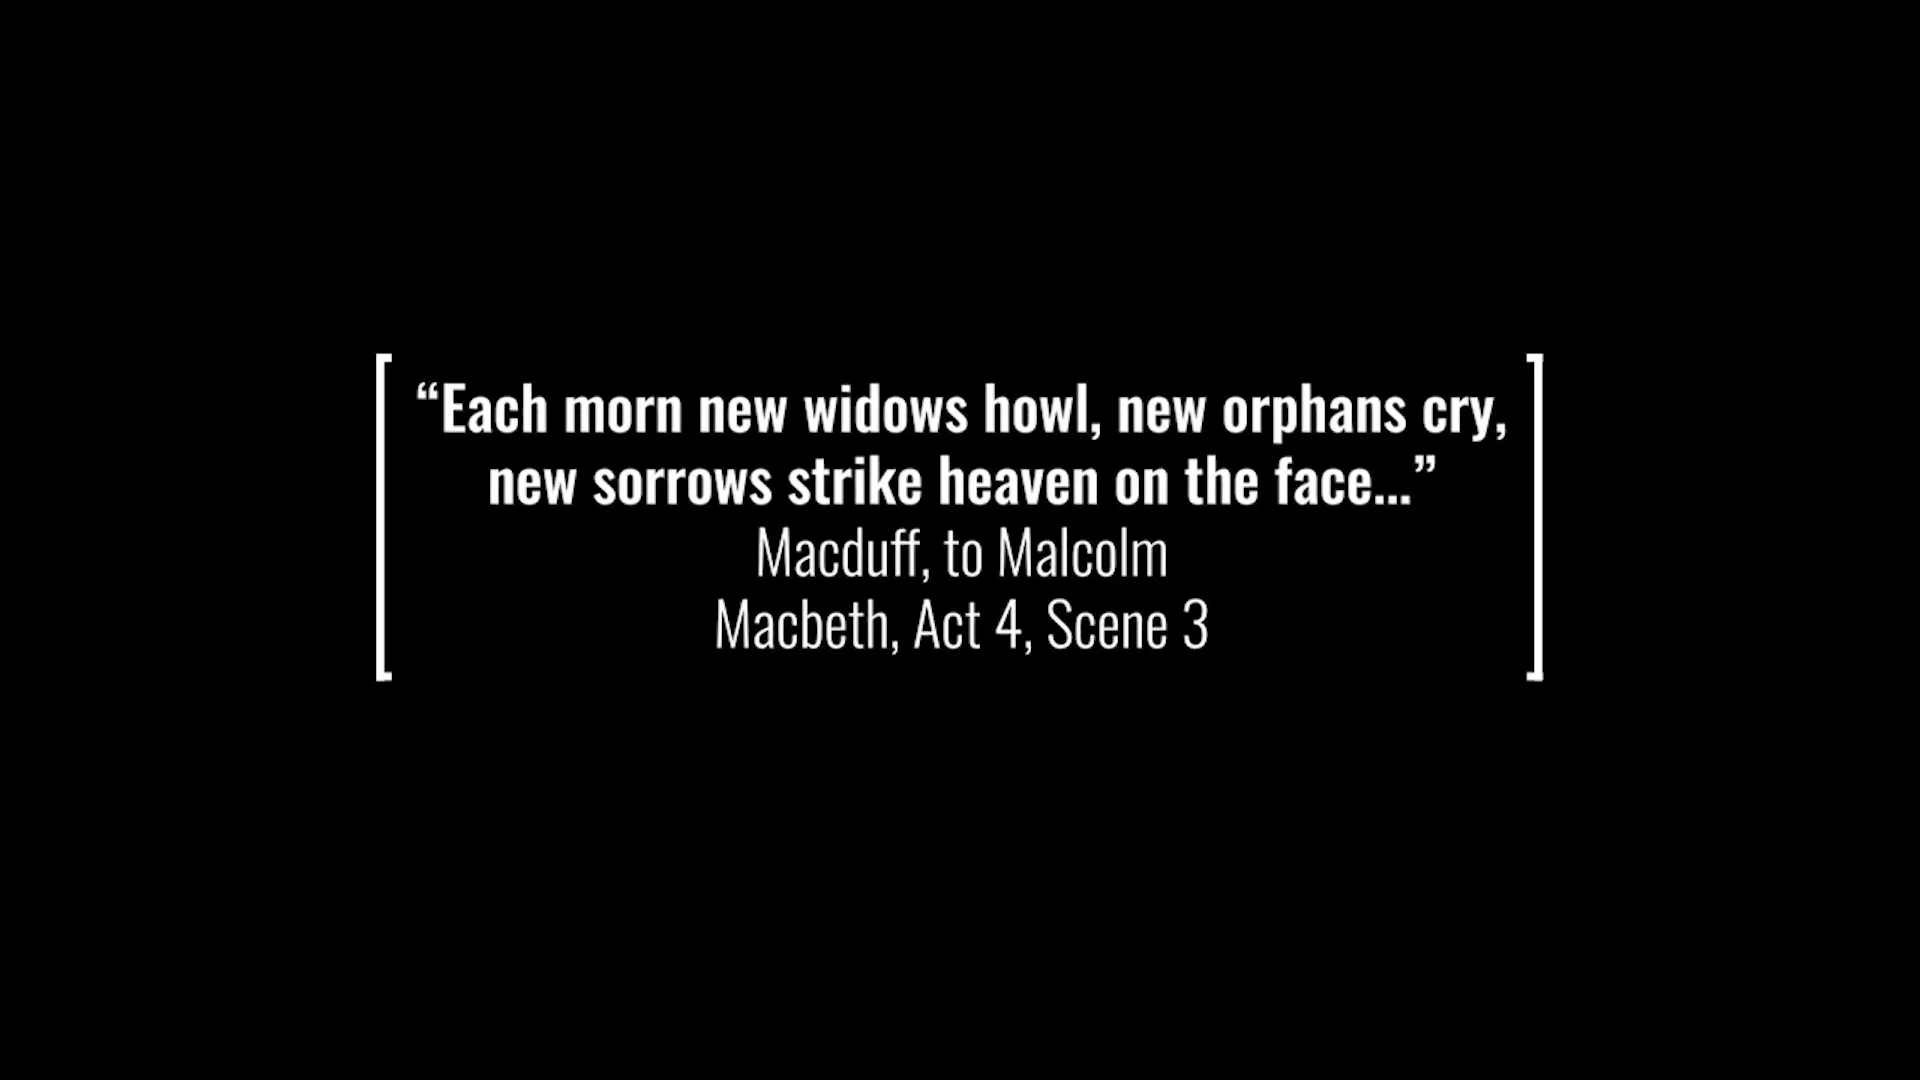 “Each morn new widows howl, new orphans cry,
new sorrows strike heaven on the face...”
Macduff, to Malcolm
Macbeth, Act 4, Scene 3